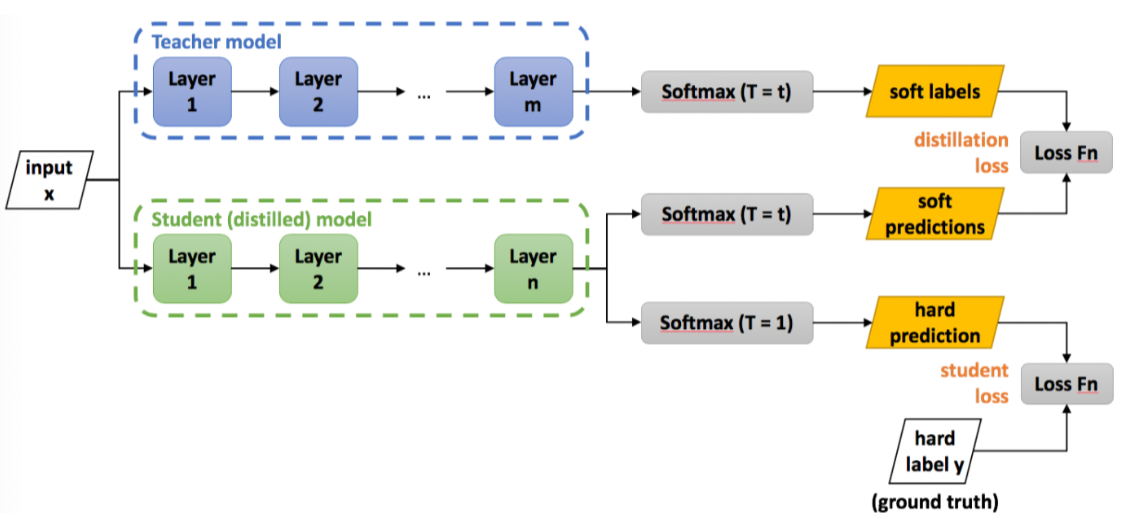 Teacher model
Layer
1
Layer
2
...
Layer
m
Softmax (T = t)
soft labels
distillation
loss
Loss Fn
input
x
Student (distilled) model
Layer
1
Layer
2
...
Layer
n
Softmax (T = t)
soft
predictions
Softmax (T = 1)
hard
prediction
student
loss
Loss Fn
hard
label y
(ground truth)